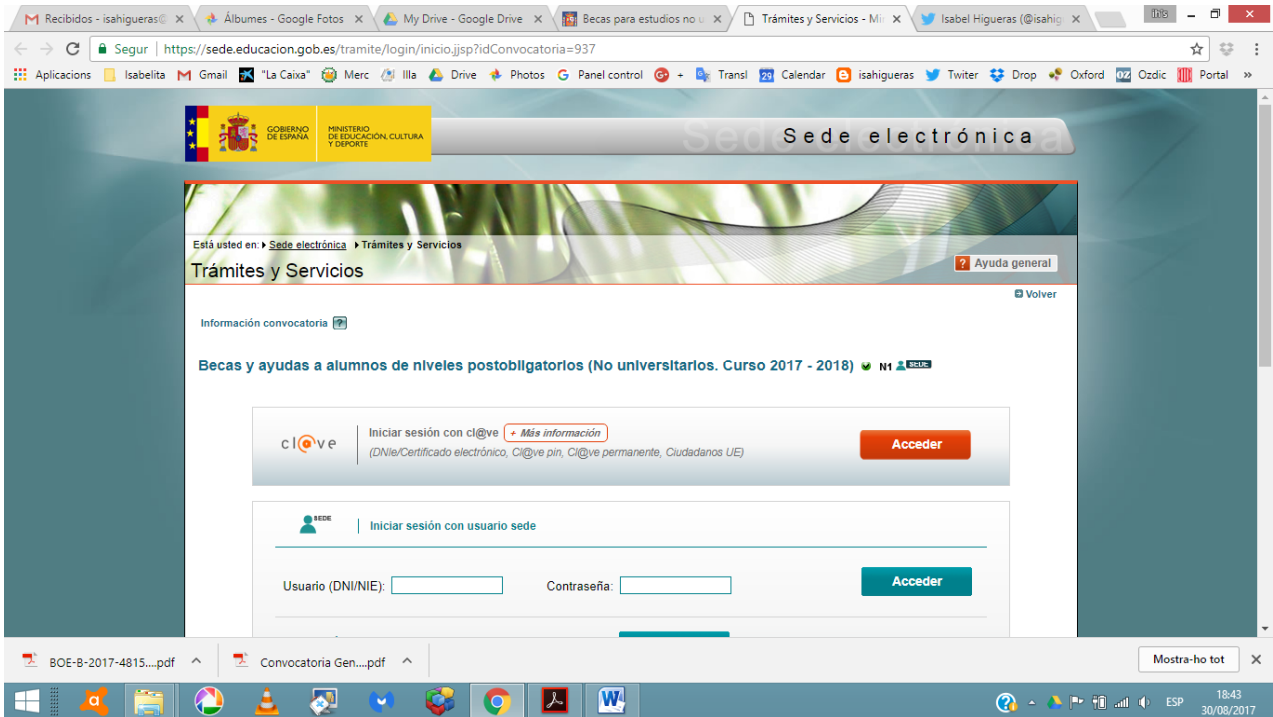 Recibidos - isahigueras@
Álbumes - Google Fotos
My Drive - Google Drive
Becas para estudios no u
Trámites y Servicios - Mi
Isabel Higueras (@isahig
Iris
Segur | https://sede.educacion.gob.es/tramite/login/inicio.jjsp?idConvocatoria=937
Aplicacions Isabelita Gmail "La Caixa" Merc Illa Drive Photos Panel control + Transl Calendar isahigueras Twiter Drop Oxford Ozdic Portal »
GOBIERNO DE ESPAÑA
MINISTERIO DE EDUCACIÓN, CULTURA Y DEPORTE
Sede electrónica
Está usted en: Sede electrónica Trámites y Servicios
Trámites y Servicios
? Ayuda general
Volver
Información convocatoria ?
Becas y ayudas a alumnos de niveles postobligatorios (No universitarios. Curso 2017 - 2018) N1 SEDE
cl@ve
Iniciar sesión con cl@ve + Más información
(DNIe/Certificado electrónico, Cl@ve pin, Cl@ve permanente, Ciudadanos UE)
Acceder
SEDE
Iniciar sesión con usuario sede
Usuario (DNI/NIE):
Contraseña:
Acceder
BOE-B-2017-4815....pdf
Convocatoria Gen....pdf
Mostra-ho tot
ESP
18:43
30/08/2017